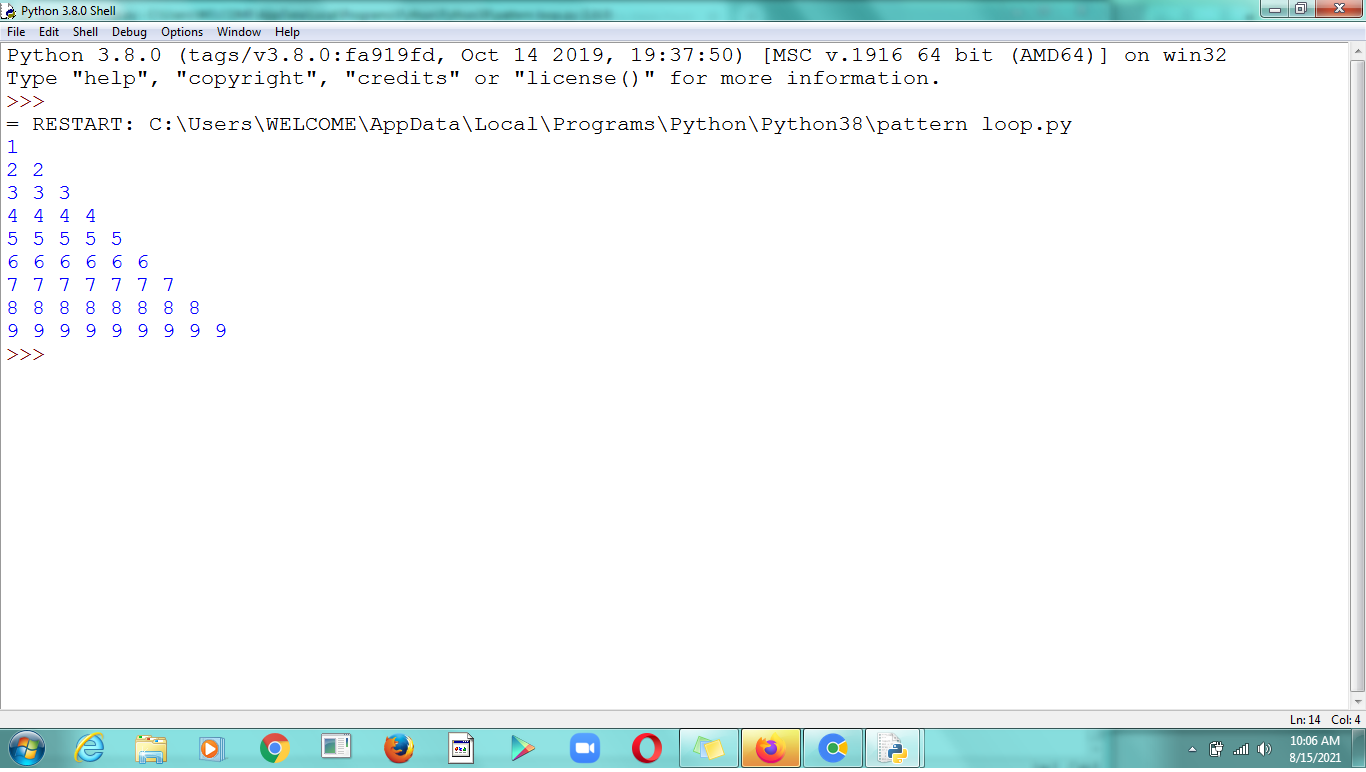 Python 3.8.0 Shell
File Edit Shell Debug Options Window Help
Python 3.8.0 (tags/v3.8.0:fa919fd, Oct 14 2019, 19:37:50) [MSC v.1916 64 bit (AMD64)] on win32
Type "help", "copyright", "credits" or "license()" for more information.
>>>
= RESTART: C:\Users\WELCOME\AppData\Local\Programs\Python\Python38\pattern loop.py
1
2 2
3 3 3
4 4 4 4
5 5 5 5 5
6 6 6 6 6 6
7 7 7 7 7 7 7
8 8 8 8 8 8 8 8
9 9 9 9 9 9 9 9 9
>>>
Ln: 14 Col: 4
10:06 AM
8/15/2021